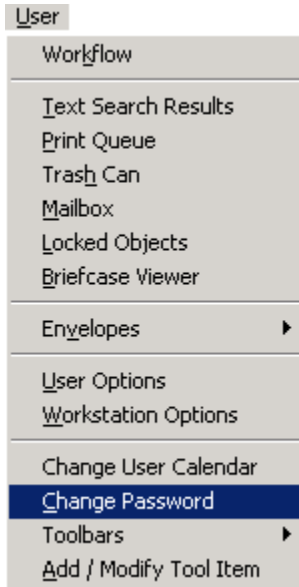 User
Workflow
Text Search Results
Print Queue
Trash Can
Mailbox
Locked Objects
Briefcase Viewer
Envelopes
User Options
Workstation Options
Change User Calendar
Change Password
Toolbars
Add / Modify Tool Item